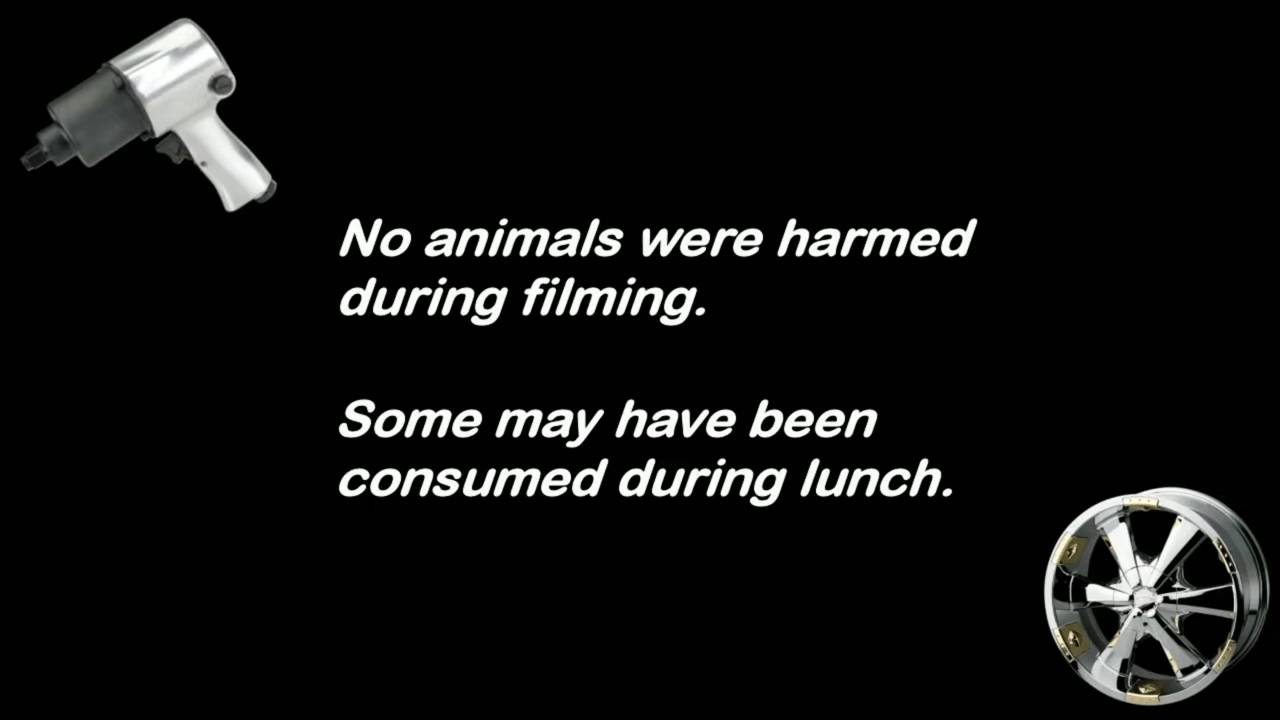 No animals were harmed
during filming.
Some may have been
consumed during lunch.